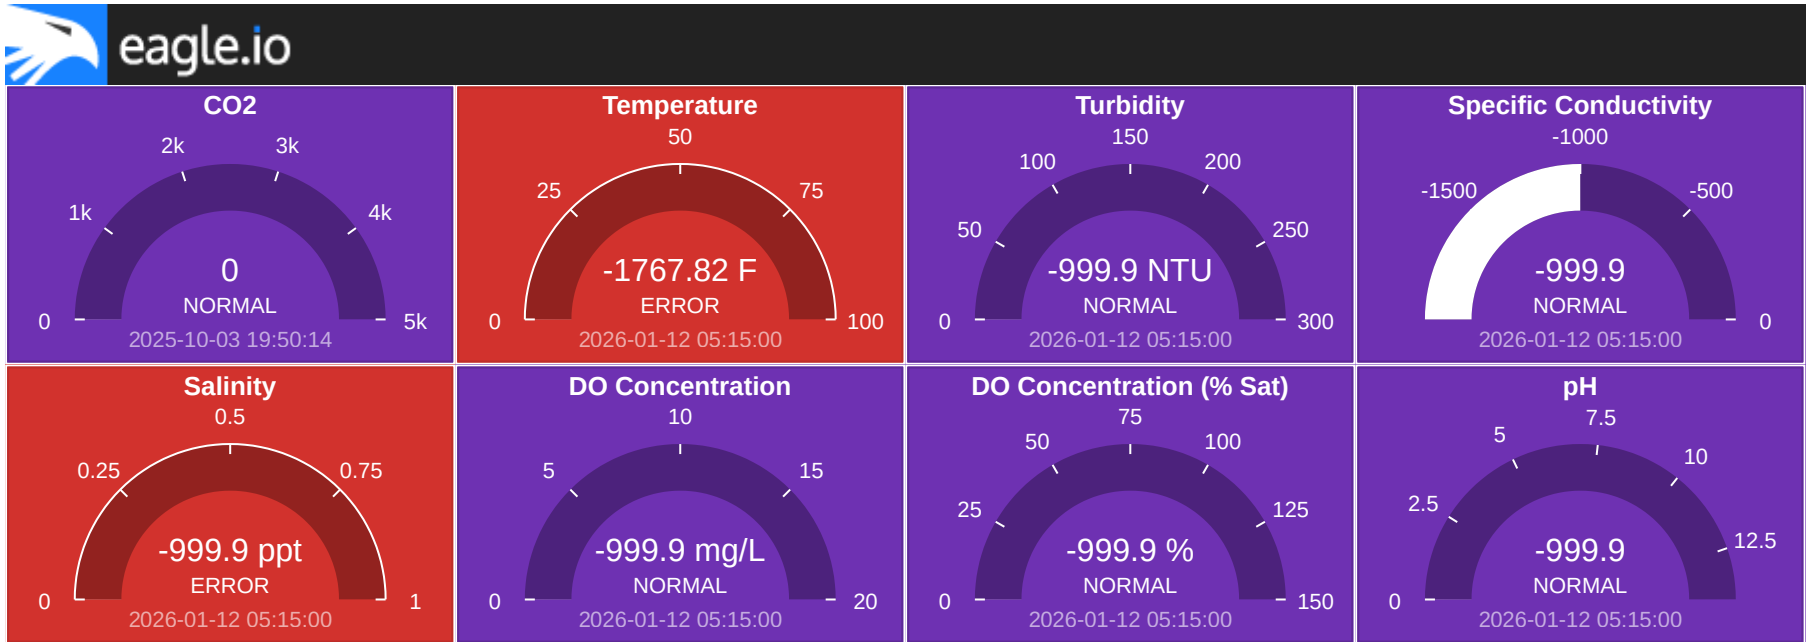 eagle.io
CO2
2k
3k
1k
4k
0
NORMAL
0
5k
2025-10-03 19:50:14
Temperature
50
25
75
-1767.82 F
ERROR
0
100
2026-01-12 05:15:00
Turbidity
150
100
200
50
250
-999.9 NTU
NORMAL
0
300
2026-01-12 05:15:00
Specific Conductivity
-1000
-1500
-500
-999.9
NORMAL
0
2026-01-12 05:15:00
Salinity
0.5
0.25
0.75
-999.9 ppt
ERROR
0
1
2026-01-12 05:15:00
DO Concentration
10
5
15
-999.9 mg/L
NORMAL
0
20
2026-01-12 05:15:00
DO Concentration (% Sat)
75
50
100
25
125
-999.9 %
NORMAL
0
150
2026-01-12 05:15:00
pH
7.5
5
10
2.5
12.5
-999.9
NORMAL
0
2026-01-12 05:15:00